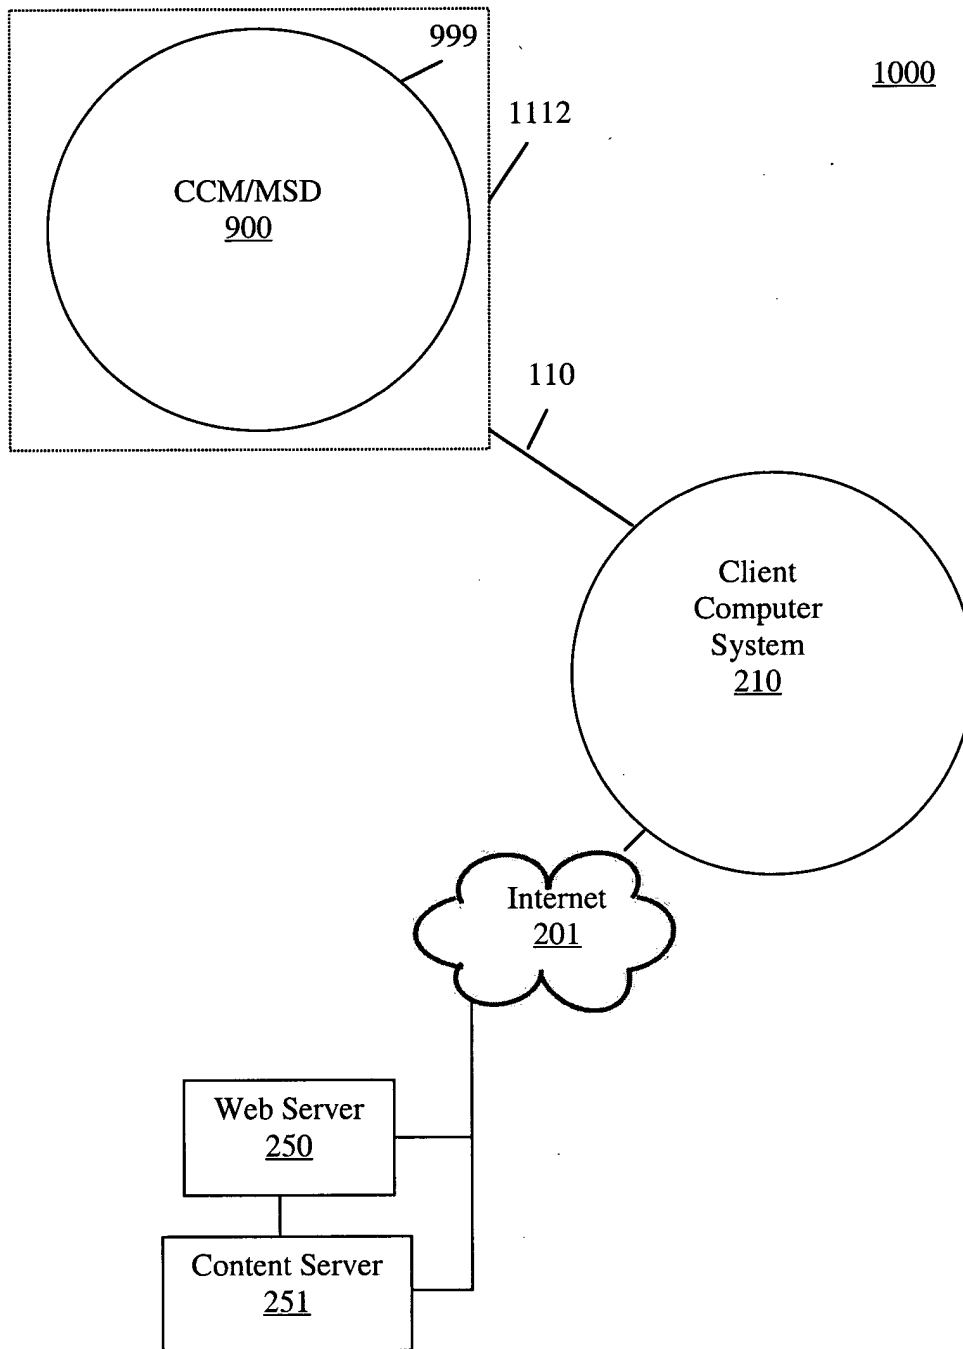 999
1000
1112
CCM/MSD
900
110
Client
Computer
System
210
Internet
201
Web Server
250
Content Server
251